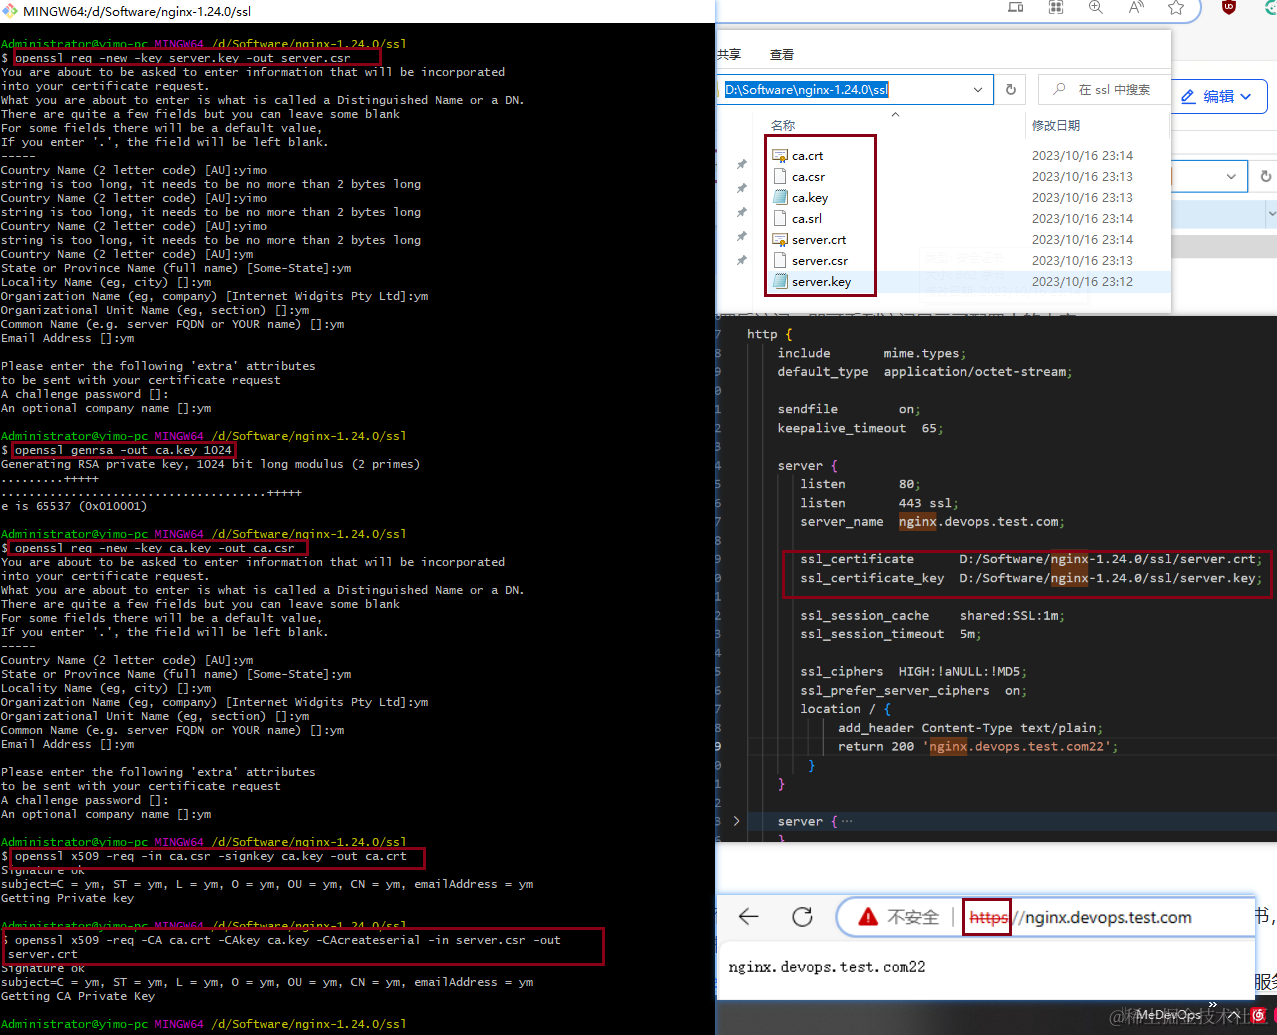 MINGW64:/d/Software/nginx-1.24.0/ssl
Administrator@yimo-pc MINGW64 /d/Software/nginx-1.24.0/ssl
$ openssl req -new -key server.key -out server.csr
You are about to be asked to enter information that will be incorporated
into your certificate request.
What you are about to enter is what is called a Distinguished Name or a DN.
There are quite a few fields but you can leave some blank
For some fields there will be a default value,
If you enter '.', the field will be left blank.
-----
Country Name (2 letter code) [AU]:yimo
string is too long, it needs to be no more than 2 bytes long
Country Name (2 letter code) [AU]:yimo
string is too long, it needs to be no more than 2 bytes long
Country Name (2 letter code) [AU]:yimo
string is too long, it needs to be no more than 2 bytes long
Country Name (2 letter code) [AU]:ym
State or Province Name (full name) [Some-State]:ym
Locality Name (eg, city) []:ym
Organization Name (eg, company) [Internet Widgits Pty Ltd]:ym
Organizational Unit Name (eg, section) []:ym
Common Name (e.g. server FQDN or YOUR name) []:ym
Email Address []:ym
Please enter the following 'extra' attributes
to be sent with your certificate request
A challenge password []:
An optional company name []:ym
Administrator@yimo-pc MINGW64 /d/Software/nginx-1.24.0/ssl
$ openssl genrsa -out ca.key 1024
Generating RSA private key, 1024 bit long modulus (2 primes)
.........+++++
......................................+++++
e is 65537 (0x010001)
Administrator@yimo-pc MINGW64 /d/Software/nginx-1.24.0/ssl
$ openssl req -new -key ca.key -out ca.csr
You are about to be asked to enter information that will be incorporated
into your certificate request.
What you are about to enter is what is called a Distinguished Name or a DN.
There are quite a few fields but you can leave some blank
For some fields there will be a default value,
If you enter '.', the field will be left blank.
-----
Country Name (2 letter code) [AU]:ym
State or Province Name (full name) [Some-State]:ym
Locality Name (eg, city) []:ym
Organization Name (eg, company) [Internet Widgits Pty Ltd]:ym
Organizational Unit Name (eg, section) []:ym
Common Name (e.g. server FQDN or YOUR name) []:ym
Email Address []:ym
Please enter the following 'extra' attributes
to be sent with your certificate request
A challenge password []:
An optional company name []:ym
Administrator@yimo-pc MINGW64 /d/Software/nginx-1.24.0/ssl
$ openssl x509 -req -in ca.csr -signkey ca.key -out ca.crt
Signature ok
subject=C = ym, ST = ym, L = ym, O = ym, OU = ym, CN = ym, emailAddress = ym
Getting Private key
Administrator@yimo-pc MINGW64 /d/Software/nginx-1.24.0/ssl
$ openssl x509 -req -CA ca.crt -CAkey ca.key -CAcreateserial -in server.csr -out
server.crt
Signature ok
subject=C = ym, ST = ym, L = ym, O = ym, OU = ym, CN = ym, emailAddress = ym
Getting CA Private Key
Administrator@yimo-pc MINGW64 /d/Software/nginx-1.24.0/ssl
共享 查看
D:\Software\nginx-1.24.0\ssl
在 ssl 中搜索
编辑
名称 修改日期
ca.crt 2023/10/16 23:14
ca.csr 2023/10/16 23:13
ca.key 2023/10/16 23:13
ca.srl 2023/10/16 23:14
server.crt 2023/10/16 23:14
server.csr 2023/10/16 23:13
server.key 2023/10/16 23:12
http {
include mime.types;
default_type application/octet-stream;
sendfile on;
keepalive_timeout 65;
server {
listen 80;
listen 443 ssl;
server_name nginx.devops.test.com;
ssl_certificate D:/Software/nginx-1.24.0/ssl/server.crt;
ssl_certificate_key D:/Software/nginx-1.24.0/ssl/server.key;
ssl_session_cache shared:SSL:1m;
ssl_session_timeout 5m;
ssl_ciphers HIGH:!aNULL:!MD5;
ssl_prefer_server_ciphers on;
location / {
add_header Content-Type text/plain;
return 200 'nginx.devops.test.com22';
}
}
server {⋯
}
不安全 https://nginx.devops.test.com
书,
nginx.devops.test.com22
服务
MeDevOps
@稀土掘金技术社区